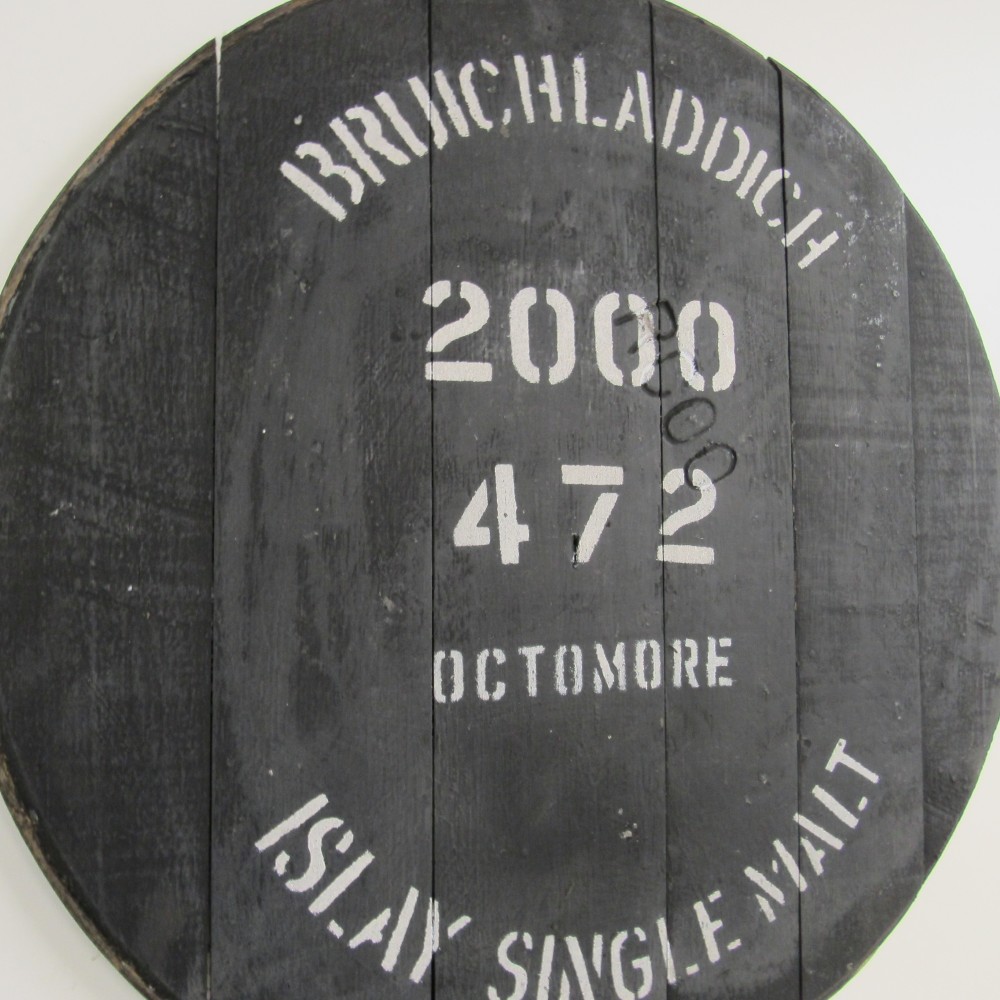 BRUICHLADDICH
2000
472
OCTOMORE
ISLAY SINGLE MALT